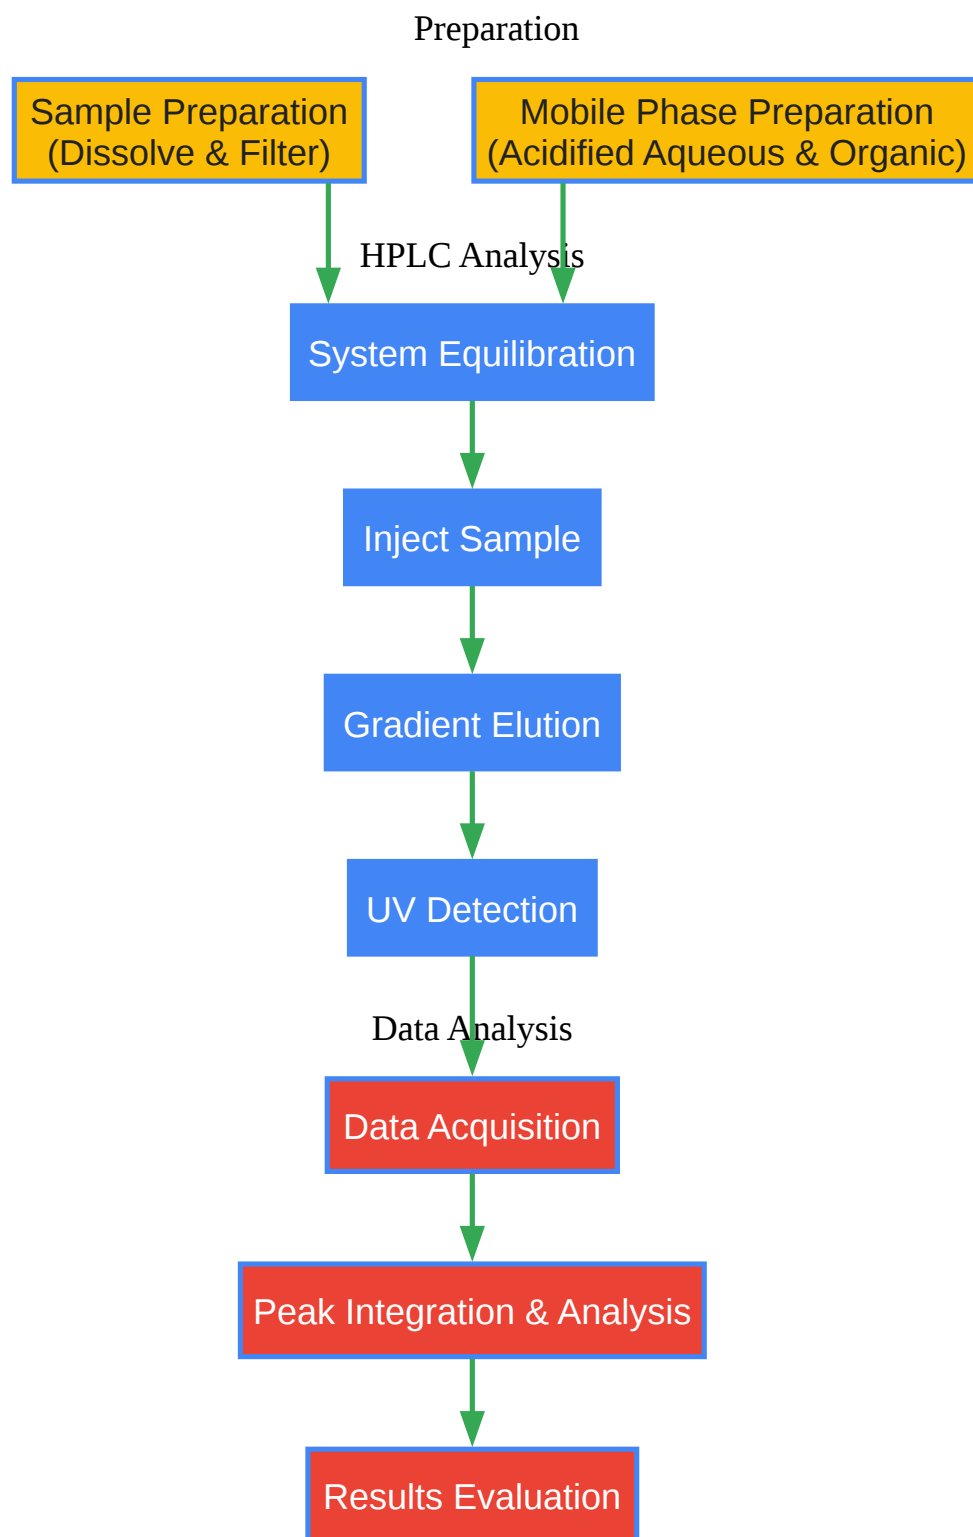 Preparation
Sample Preparation
(Dissolve & Filter)
Mobile Phase Preparation
(Acidified Aqueous & Organic)
HPLC Analysis
System Equilibration
Inject Sample
Gradient Elution
UV Detection
Data Analysis
Data Acquisition
Peak Integration & Analysis
Results Evaluation